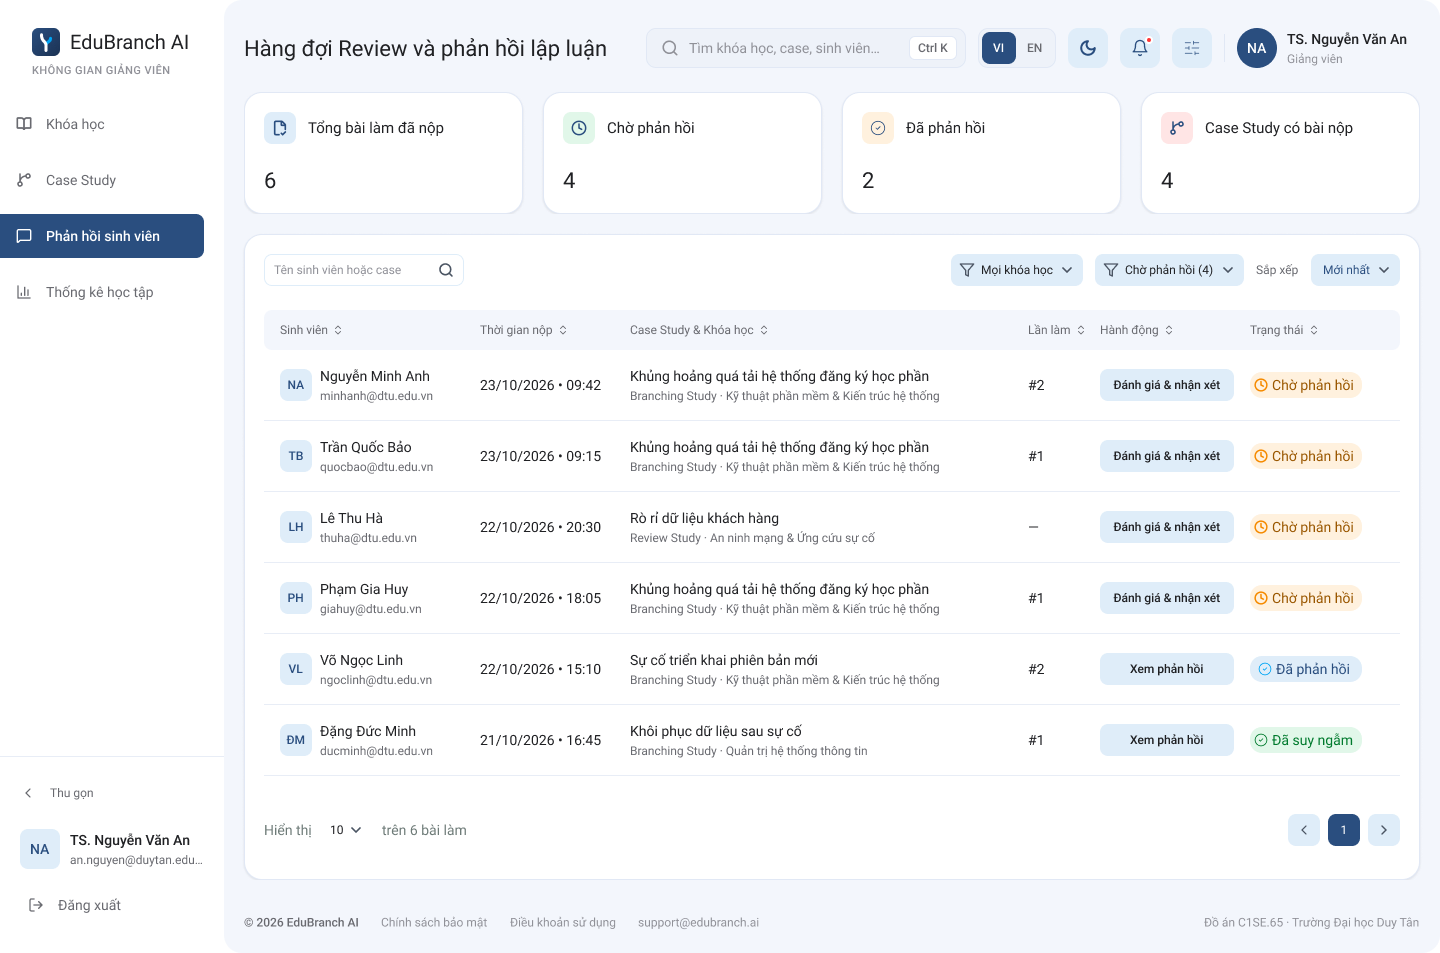 EduBranch AI
KHÔNG GIAN GIẢNG VIÊN
Khóa học
Case Study
Phản hồi sinh viên
Thống kê học tập
Thu gọn
NA
TS. Nguyễn Văn An
an.nguyen@duytan.edu...
Đăng xuất
Hàng đợi Review và phản hồi lập luận
Tìm khóa học, case, sinh viên...
Ctrl K
VI
EN
NA
TS. Nguyễn Văn An
Giảng viên
Tổng bài làm đã nộp
6
Chờ phản hồi
4
Đã phản hồi
2
Case Study có bài nộp
4
Tên sinh viên hoặc case
Mọi khóa học
Chờ phản hồi (4)
Sắp xếp
Mới nhất
Sinh viên Thời gian nộp Case Study & Khóa học Lần làm Hành động Trạng thái
NA Nguyễn Minh Anh
minhanh@dtu.edu.vn
23/10/2026 • 09:42
Khủng hoảng quá tải hệ thống đăng ký học phần
Branching Study · Kỹ thuật phần mềm & Kiến trúc hệ thống
#2
Đánh giá & nhận xét
Chờ phản hồi
TB Trần Quốc Bảo
quocbao@dtu.edu.vn
23/10/2026 • 09:15
Khủng hoảng quá tải hệ thống đăng ký học phần
Branching Study · Kỹ thuật phần mềm & Kiến trúc hệ thống
#1
Đánh giá & nhận xét
Chờ phản hồi
LH Lê Thu Hà
thuha@dtu.edu.vn
22/10/2026 • 20:30
Rò rỉ dữ liệu khách hàng
Review Study · An ninh mạng & Ứng cứu sự cố
—
Đánh giá & nhận xét
Chờ phản hồi
PH Phạm Gia Huy
giahuy@dtu.edu.vn
22/10/2026 • 18:05
Khủng hoảng quá tải hệ thống đăng ký học phần
Branching Study · Kỹ thuật phần mềm & Kiến trúc hệ thống
#1
Đánh giá & nhận xét
Chờ phản hồi
VL Võ Ngọc Linh
ngoclinh@dtu.edu.vn
22/10/2026 • 15:10
Sự cố triển khai phiên bản mới
Branching Study · Kỹ thuật phần mềm & Kiến trúc hệ thống
#2
Xem phản hồi
Đã phản hồi
ĐM Đặng Đức Minh
ducminh@dtu.edu.vn
21/10/2026 • 16:45
Khôi phục dữ liệu sau sự cố
Branching Study · Quản trị hệ thống thông tin
#1
Xem phản hồi
Đã suy ngẫm
Hiển thị 10 trên 6 bài làm
1
© 2026 EduBranch AI Chính sách bảo mật Điều khoản sử dụng support@edubranch.ai
Đồ án C1SE.65 · Trường Đại học Duy Tân